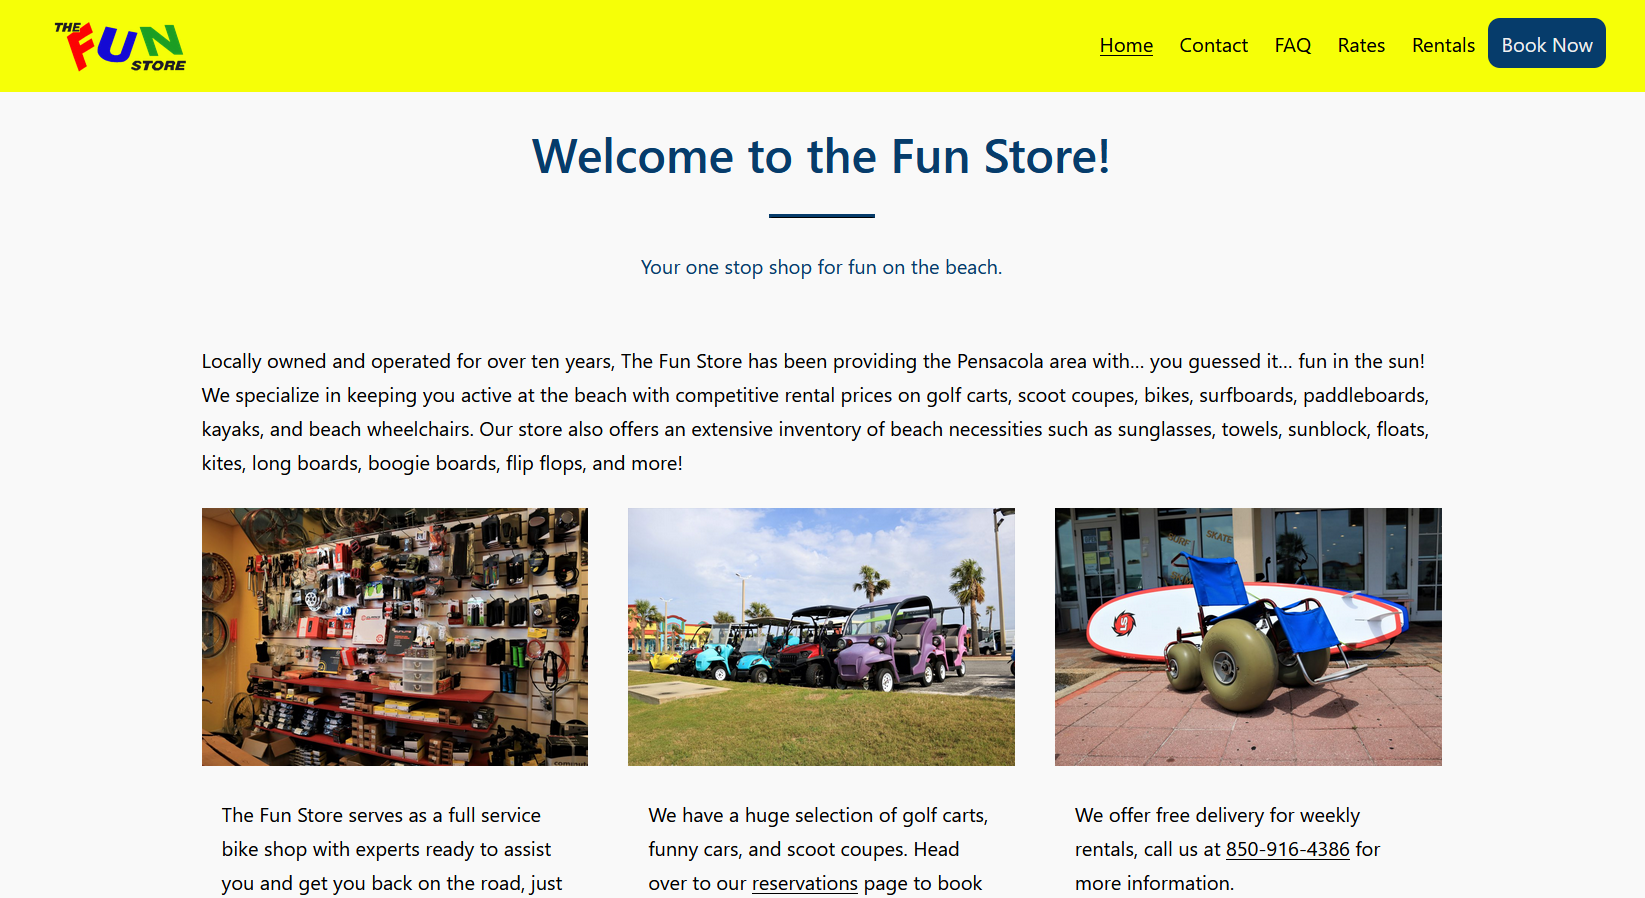 THE
FUN
STORE
Home Contact FAQ Rates Rentals Book Now
Welcome to the Fun Store!
Your one stop shop for fun on the beach.
Locally owned and operated for over ten years, The Fun Store has been providing the Pensacola area with... you guessed it... fun in the sun!
We specialize in keeping you active at the beach with competitive rental prices on golf carts, scoot coupes, bikes, surfboards, paddleboards,
kayaks, and beach wheelchairs. Our store also offers an extensive inventory of beach necessities such as sunglasses, towels, sunblock, floats,
kites, long boards, boogie boards, flip flops, and more!
SURF SKATE
The Fun Store serves as a full service
bike shop with experts ready to assist
you and get you back on the road, just
We have a huge selection of golf carts,
funny cars, and scoot coupes. Head
over to our reservations page to book
We offer free delivery for weekly
rentals, call us at 850-916-4386 for
more information.